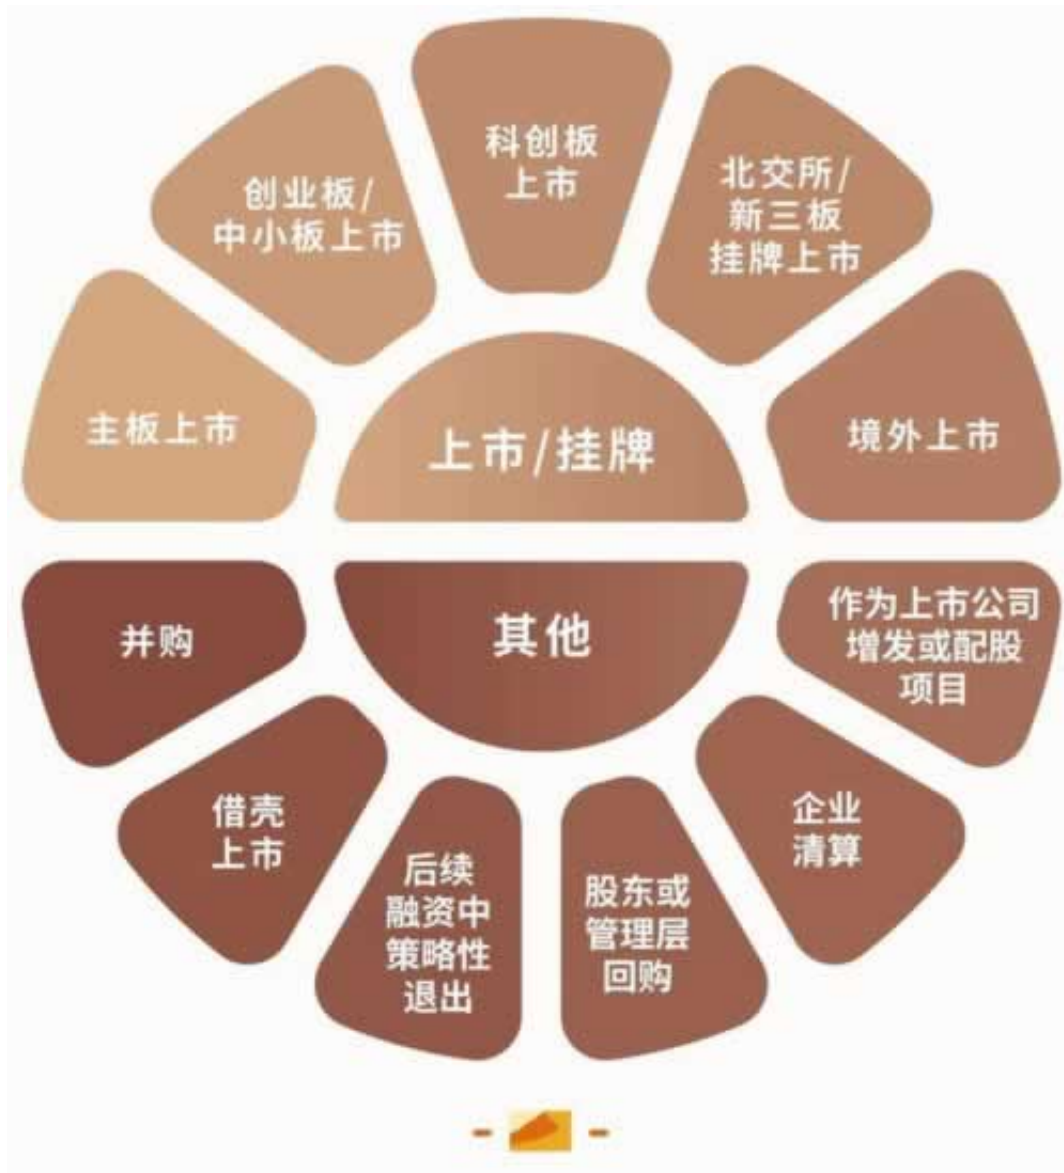 科创板
上市
创业板/
中小板上市
北交所/
新三板
挂牌上市
主板上市
上市/挂牌
境外上市
并购
其他
作为上市公司
增发或配股
项目
借壳
上市
后续
融资中
策略性
退出
股东或
管理层
回购
企业
清算